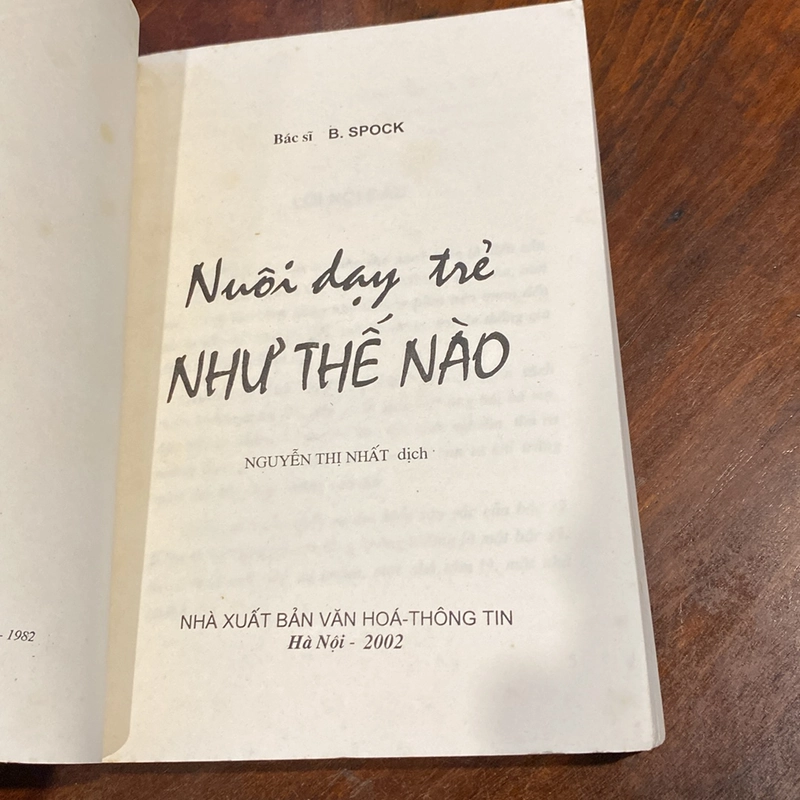 - 1982
Bác sĩ B. SPOCK
Nuôi dạy trẻ
NHƯ THẾ NÀO
NGUYỄN THỊ NHẤT dịch
NHÀ XUẤT BẢN VĂN HOÁ-THÔNG TIN
Hà Nội - 2002